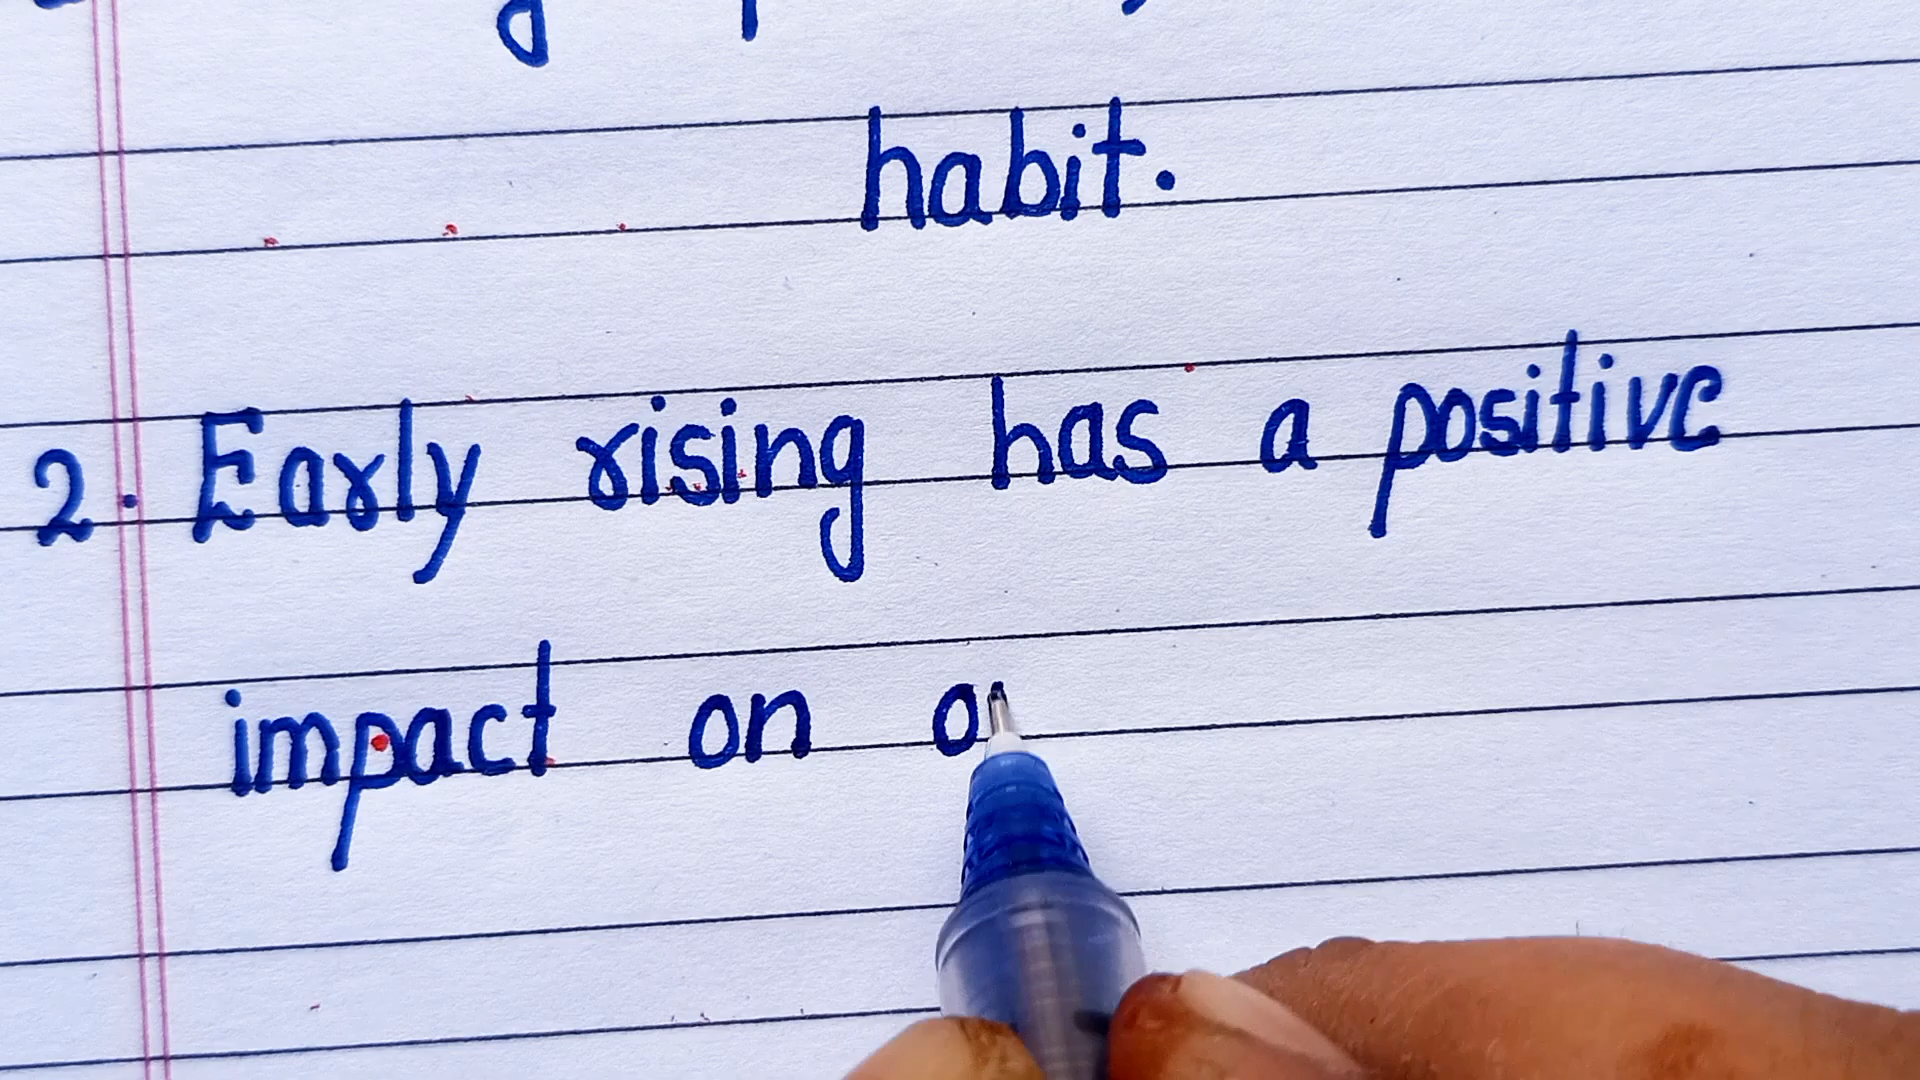 habit.
2. Early rising has a positive
impact on o